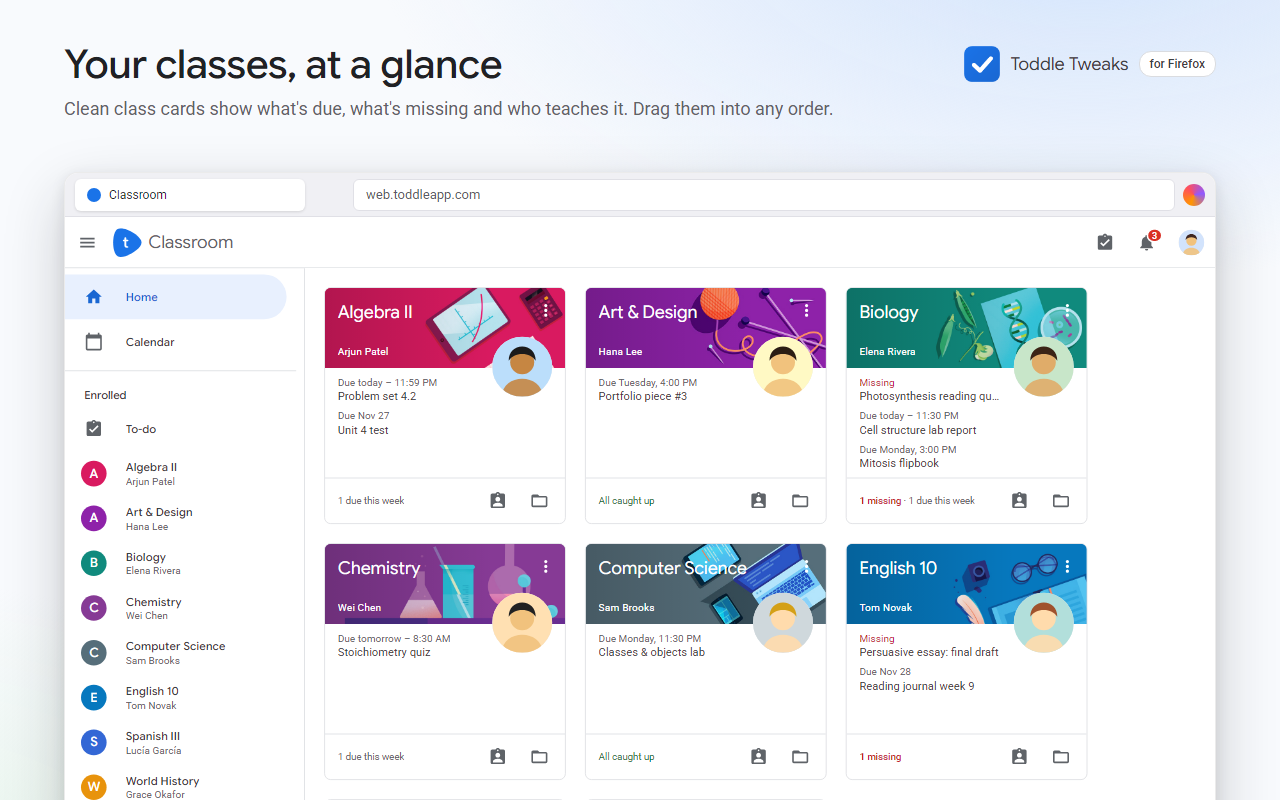 Your classes, at a glance
Toddle Tweaks
for Firefox
Clean class cards show what's due, what's missing and who teaches it. Drag them into any order.
Classroom
web.toddleapp.com
t
Classroom
3
Home
Calendar
Enrolled
To-do
A
Algebra II
Arjun Patel
A
Art & Design
Hana Lee
B
Biology
Elena Rivera
C
Chemistry
Wei Chen
C
Computer Science
Sam Brooks
E
English 10
Tom Novak
S
Spanish III
Lucía García
W
World History
Grace Okafor
Algebra II
Arjun Patel
Due today – 11:59 PM
Problem set 4.2
Due Nov 27
Unit 4 test
1 due this week
Art & Design
Hana Lee
Due Tuesday, 4:00 PM
Portfolio piece #3
All caught up
Biology
Elena Rivera
Missing
Photosynthesis reading qu...
Due today – 11:30 PM
Cell structure lab report
Due Monday, 3:00 PM
Mitosis flipbook
1 missing · 1 due this week
Chemistry
Wei Chen
Due tomorrow – 8:30 AM
Stoichiometry quiz
1 due this week
Computer Science
Sam Brooks
Due Monday, 11:30 PM
Classes & objects lab
All caught up
English 10
Tom Novak
Missing
Persuasive essay: final draft
Due Nov 28
Reading journal week 9
1 missing